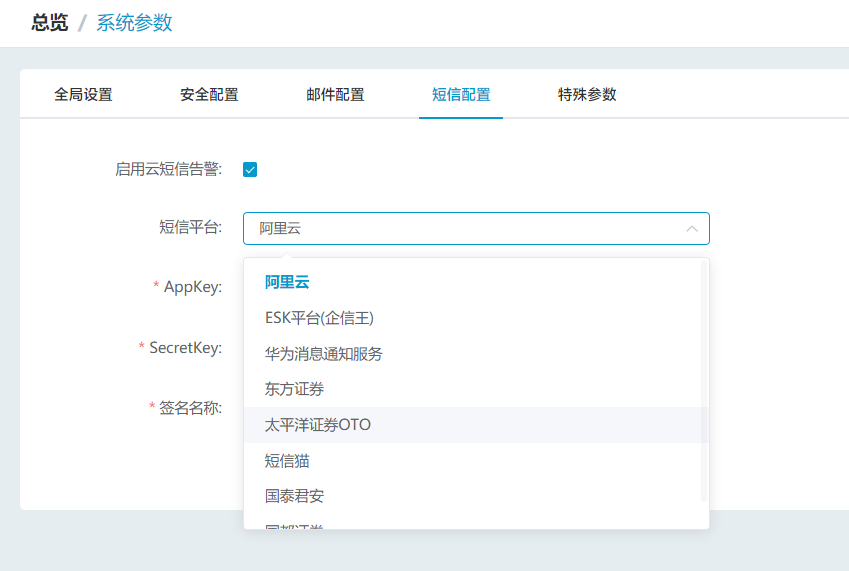 总览 / 系统参数
全局设置 安全配置 邮件配置 短信配置 特殊参数
启用云短信告警:
短信平台: 阿里云
* AppKey:
* SecretKey:
* 签名名称:
阿里云
ESK平台(企信王)
华为消息通知服务
东方证券
太平洋证券OTO
短信猫
国泰君安
国都证券